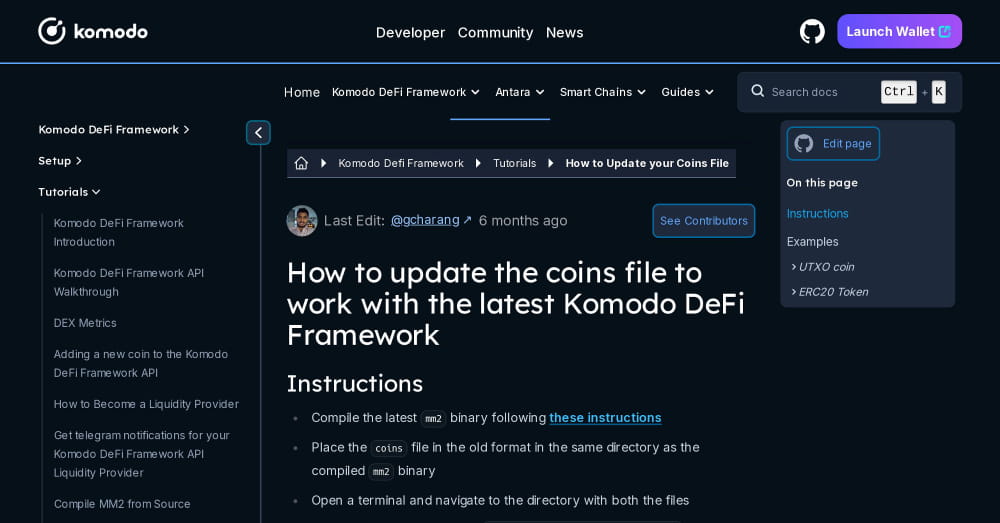 komodo
Developer Community News
Launch Wallet
Home Komodo DeFi Framework Antara Smart Chains Guides
Search docs Ctrl + K
Komodo DeFi Framework
Setup
Tutorials
Komodo DeFi Framework
Introduction
Komodo DeFi Framework API
Walkthrough
DEX Metrics
Adding a new coin to the Komodo
DeFi Framework API
How to Become a Liquidity Provider
Get telegram notifications for your
Komodo DeFi Framework API
Liquidity Provider
Compile MM2 from Source
Komodo Defi Framework Tutorials How to Update your Coins File
Last Edit: @gcharang ↗ 6 months ago
See Contributors
How to update the coins file to
work with the latest Komodo DeFi
Framework
Instructions
• Compile the latest mm2 binary following these instructions
• Place the coins file in the old format in the same directory as the
compiled mm2 binary
• Open a terminal and navigate to the directory with both the files
Edit page
On this page
Instructions
Examples
UTXO coin
ERC20 Token